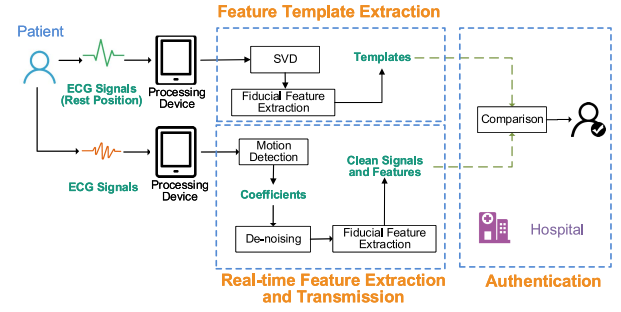 Feature Template Extraction
Patient
ECG Signals
(Rest Position)
Processing
Device
SVD
Fiducial Feature
Extraction
Templates
Comparison
ECG Signals
Processing
Device
Motion
Detection
Coefficients
De-noising
Fiducial Feature
Extraction
Clean Signals
and Features
Hospital
Real-time Feature Extraction
and Transmission
Authentication